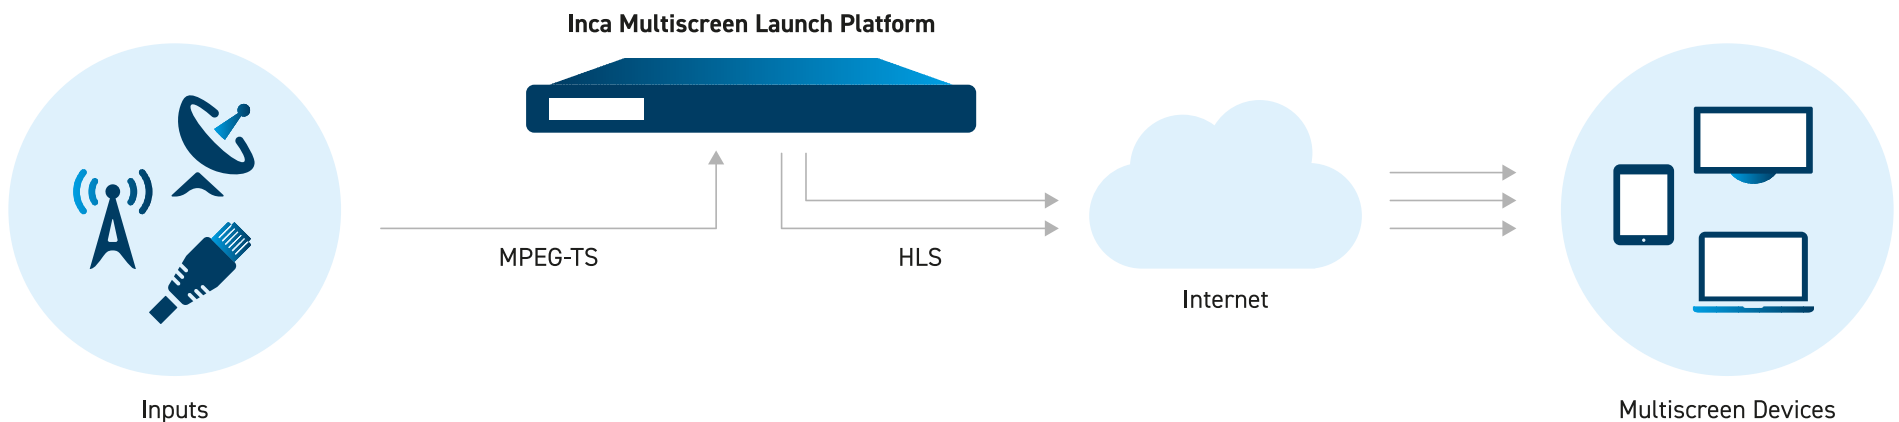 Inca Multiscreen Launch Platform
MPEG-TS
HLS
Internet
Inputs
Multiscreen Devices